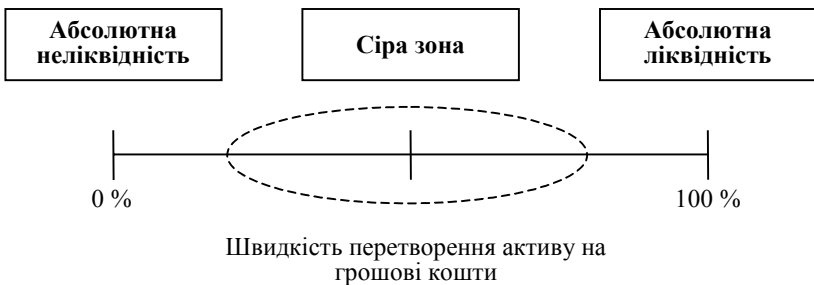 Абсолютна
неліквідність
Сіра зона
Абсолютна
ліквідність
0 %
100 %
Швидкість перетворення активу на
грошові кошти